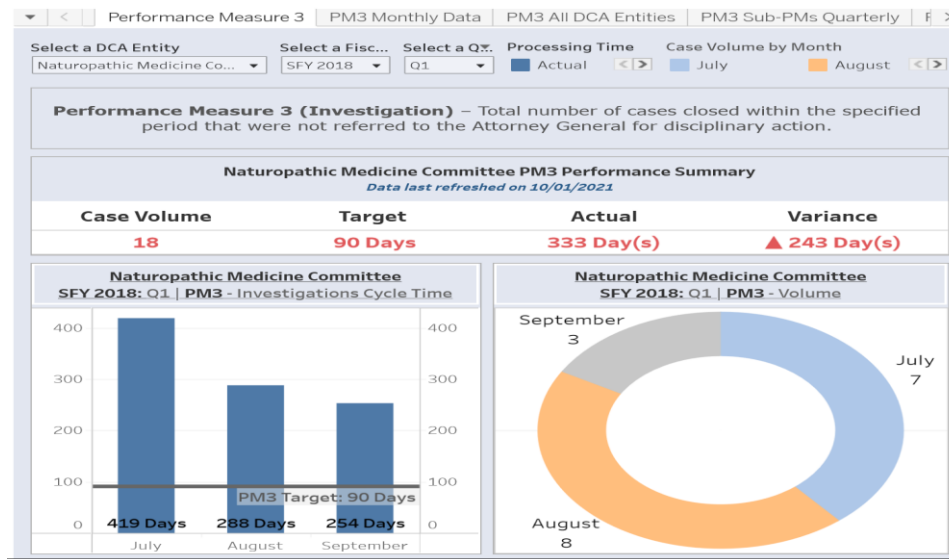 Performance Measure 3 PM3 Monthly Data PM3 All DCA Entities PM3 Sub-PMs Quarterly
Select a DCA Entity Select a Fisc... Select a Q... Processing Time Case Volume by Month
Naturopathic Medicine Co... SFY 2018 Q1 Actual July August
Performance Measure 3 (Investigation) – Total number of cases closed within the specified
period that were not referred to the Attorney General for disciplinary action.
Naturopathic Medicine Committee PM3 Performance Summary
Data last refreshed on 10/01/2021
Case Volume Target Actual Variance
18 90 Days 333 Day(s) ▲ 243 Day(s)
Naturopathic Medicine Committee
SFY 2018: Q1 | PM3 - Investigations Cycle Time
400 400
300 300
200 200
100 100
PM3 Target: 90 Days
0 419 Days 288 Days 254 Days 0
July August September
Naturopathic Medicine Committee
SFY 2018: Q1 | PM3 - Volume
September
3
July
7
August
8